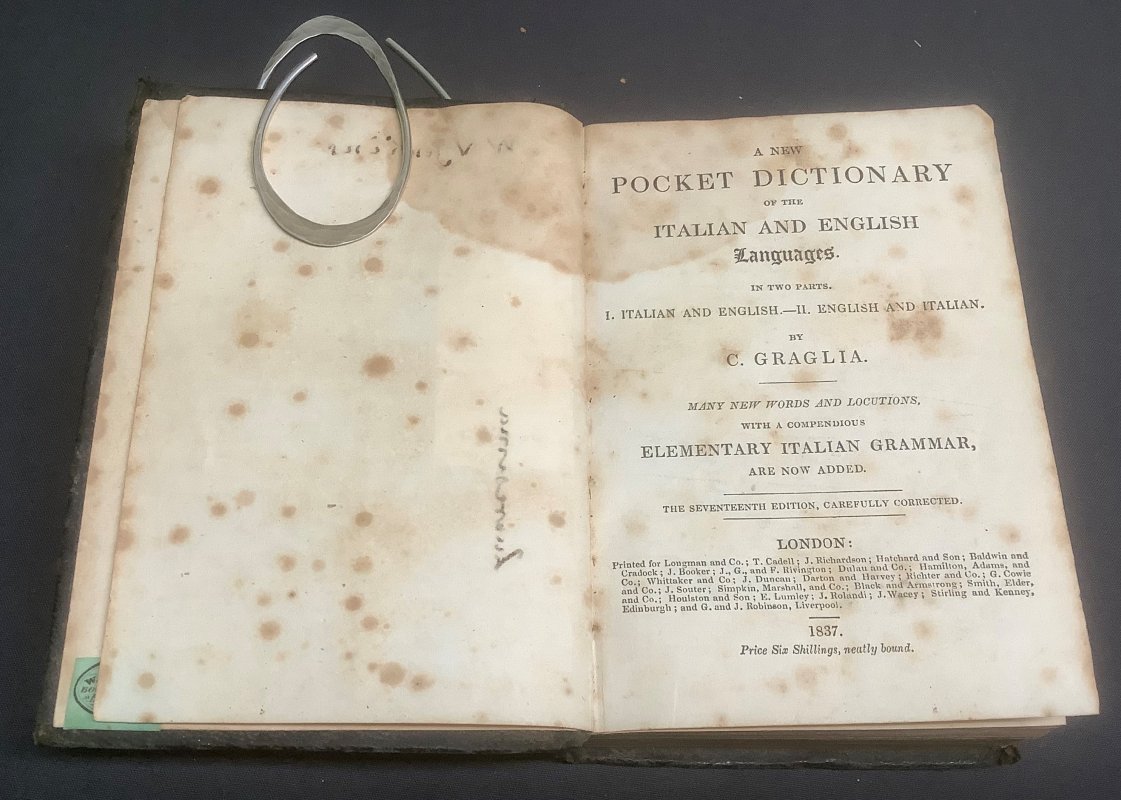 A NEW
POCKET DICTIONARY
OF THE
ITALIAN AND ENGLISH
Languages.
IN TWO PARTS.
I. ITALIAN AND ENGLISH.—II. ENGLISH AND ITALIAN.
BY
C. GRAGLIA.
MANY NEW WORDS AND LOCUTIONS,
WITH A COMPENDIOUS
ELEMENTARY ITALIAN GRAMMAR,
ARE NOW ADDED.
THE SEVENTEENTH EDITION, CAREFULLY CORRECTED.
LONDON:
Printed for Longman and Co.; T. Cadell; J. Richardson; Hatchard and Son; Baldwin and
Cradock; J. Booker; J., G., and F. Rivington; Dulau and Co.; Hamilton, Adams, and
Co.; Whittaker and Co; J. Duncan; Darton and Harvey; Richter and Co.; G. Cowie
and Co.; J. Souter; Simpkin, Marshall, and Co.; Black and Armstrong; Smith, Elder,
and Co.; Houlston and Son; E. Lumley; J. Rolandi; J. Wacey; Stirling and Kenney,
Edinburgh; and G. and J. Robinson, Liverpool.
1837.
Price Six Shillings, neatly bound.